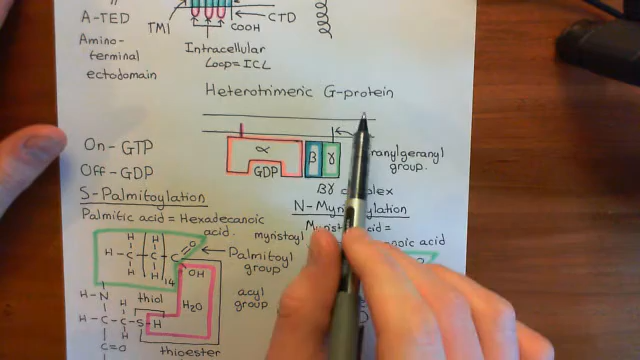 A-TED
Amino-
terminal
ectodomain
TM1
COOH
CTD
Intracellular
Loop = ICL
Heterotrimeric G-protein
On-GTP
Off-GDP
α
GDP
β
γ
ranylgeranyl
group.
βγ complex
S-Palmitoylation
Palmitic acid = Hexadecanoic
acid.
H
H
H-C-
C
C
O
OH
H
H
14
Palmitoyl
group
acyl
group
H-N
thiol
H
H-C-C-S-H
H
H₂O
C=O
thioester
myristoyl